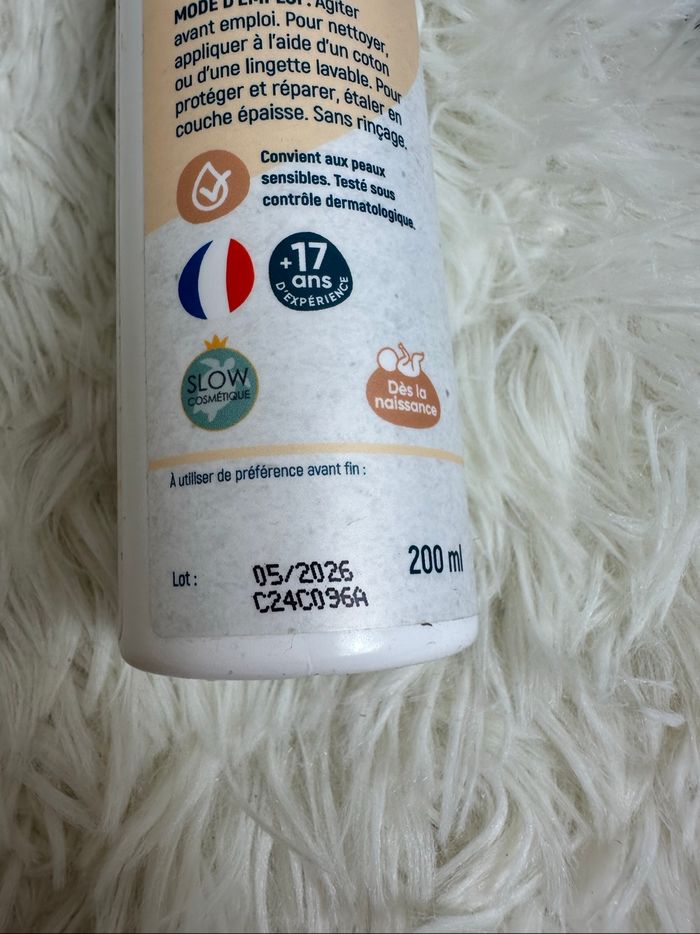 MODE D'EMPLOI : Agiter
avant emploi. Pour nettoyer,
appliquer à l'aide d'un coton
ou d'une lingette lavable. Pour
protéger et réparer, étaler en
couche épaisse. Sans rinçage.
Convient aux peaux
sensibles. Testé sous
contrôle dermatologique.
+17
ans
D'EXPÉRIENCE
SLOW
COSMÉTIQUE
Dès la
naissance
À utiliser de préférence avant fin :
200 ml
Lot :
05/2026
C24C096A